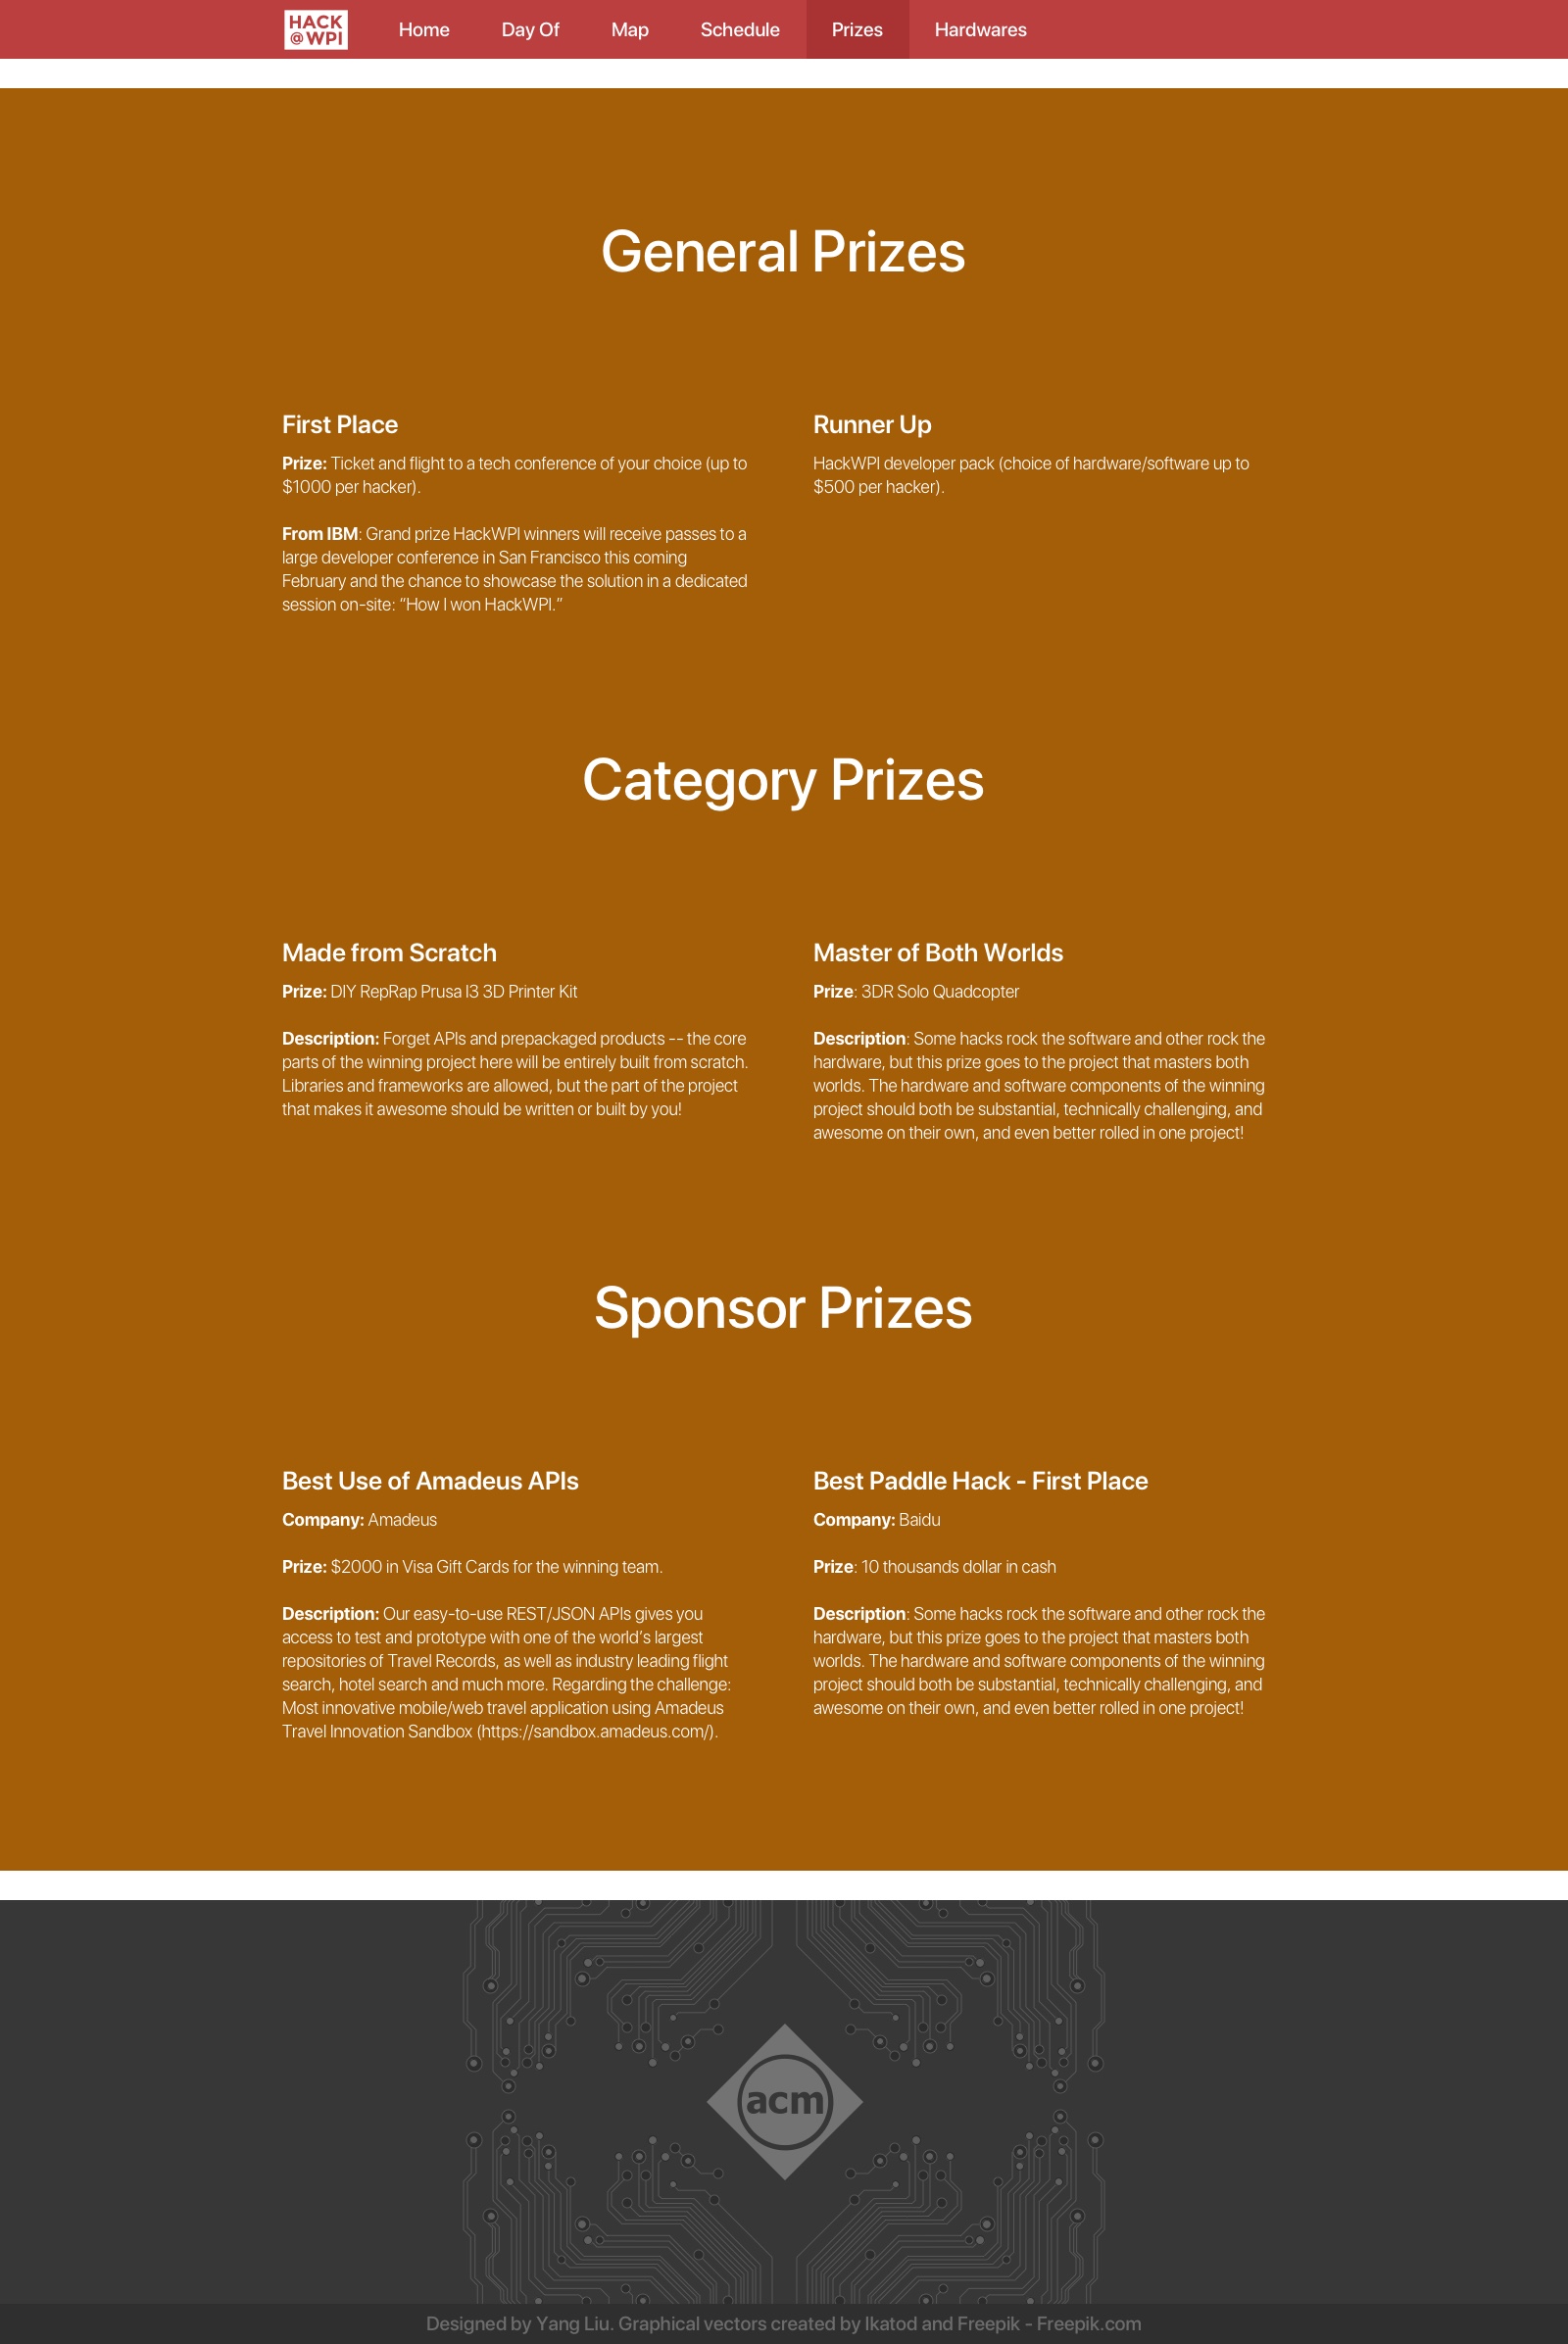 HACK
@ WPI
Home Day Of Map Schedule Prizes Hardwares
General Prizes
First Place
Prize: Ticket and flight to a tech conference of your choice (up to
$1000 per hacker).
From IBM: Grand prize HackWPI winners will receive passes to a
large developer conference in San Francisco this coming
February and the chance to showcase the solution in a dedicated
session on-site: “How I won HackWPI.”
Runner Up
HackWPI developer pack (choice of hardware/software up to
$500 per hacker).
Category Prizes
Made from Scratch
Prize: DIY RepRap Prusa I3 3D Printer Kit
Description: Forget APIs and prepackaged products -- the core
parts of the winning project here will be entirely built from scratch.
Libraries and frameworks are allowed, but the part of the project
that makes it awesome should be written or built by you!
Master of Both Worlds
Prize: 3DR Solo Quadcopter
Description: Some hacks rock the software and other rock the
hardware, but this prize goes to the project that masters both
worlds. The hardware and software components of the winning
project should both be substantial, technically challenging, and
awesome on their own, and even better rolled in one project!
Sponsor Prizes
Best Use of Amadeus APIs
Company: Amadeus
Prize: $2000 in Visa Gift Cards for the winning team.
Description: Our easy-to-use REST/JSON APIs gives you
access to test and prototype with one of the world’s largest
repositories of Travel Records, as well as industry leading flight
search, hotel search and much more. Regarding the challenge:
Most innovative mobile/web travel application using Amadeus
Travel Innovation Sandbox (https://sandbox.amadeus.com/).
Best Paddle Hack - First Place
Company: Baidu
Prize: 10 thousands dollar in cash
Description: Some hacks rock the software and other rock the
hardware, but this prize goes to the project that masters both
worlds. The hardware and software components of the winning
project should both be substantial, technically challenging, and
awesome on their own, and even better rolled in one project!
acm
Designed by Yang Liu. Graphical vectors created by Ikatod and Freepik - Freepik.com